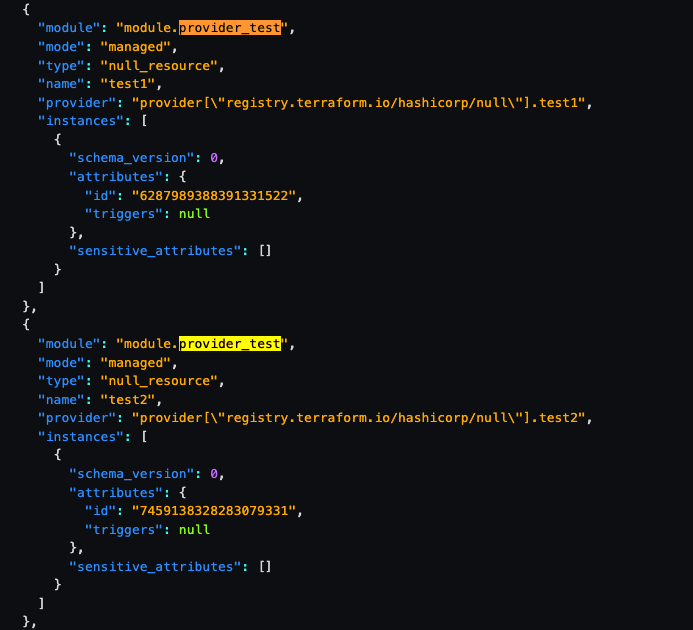 {
"module": "module.provider_test",
"mode": "managed",
"type": "null_resource",
"name": "test1",
"provider": "provider[\"registry.terraform.io/hashicorp/null\"].test1",
"instances": [
{
"schema_version": 0,
"attributes": {
"id": "6287989388391331522",
"triggers": null
},
"sensitive_attributes": []
}
]
},
{
"module": "module.provider_test",
"mode": "managed",
"type": "null_resource",
"name": "test2",
"provider": "provider[\"registry.terraform.io/hashicorp/null\"].test2",
"instances": [
{
"schema_version": 0,
"attributes": {
"id": "7459138328283079331",
"triggers": null
},
"sensitive_attributes": []
}
]
},